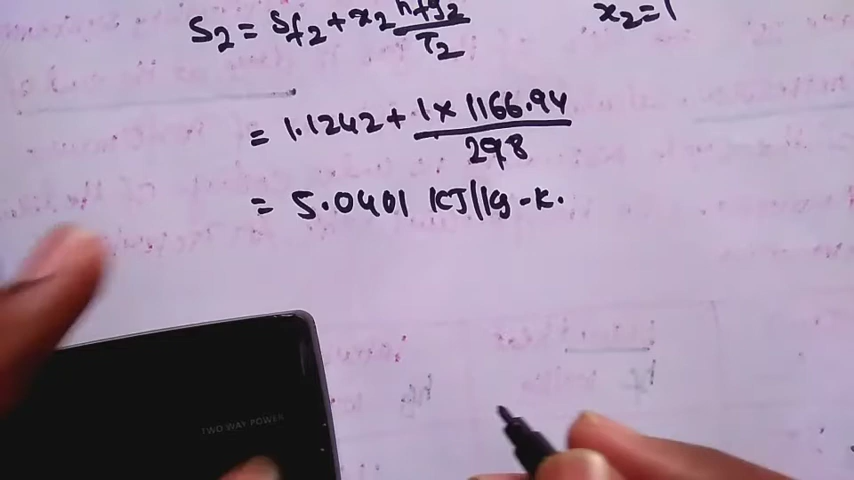 S2 = Sf2 + x2 hfg2 / T2 x2 = 1
= 1.1242 + 1 × 1166.94 / 298
= 5.0401 KJ/kg-K.
TWO WAY POWER